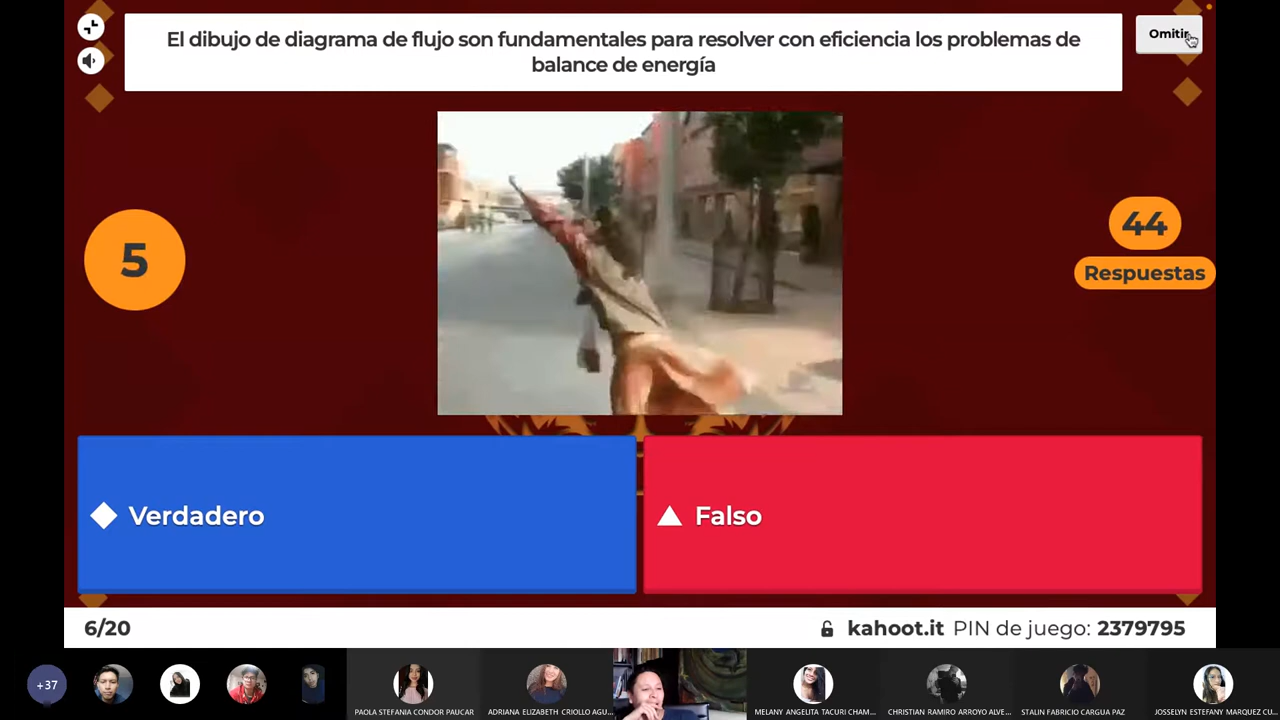 El dibujo de diagrama de flujo son fundamentales para resolver con eficiencia los problemas de
balance de energía
Omitir
5
44
Respuestas
Verdadero
Falso
6/20
kahoot.it PIN de juego: 2379795
+37
PAOLA STEFANIA CONDOR PAUCAR
ADRIANA ELIZABETH CRIOLLO AGU...
MELANY ANGELITA TACURI CHAM...
CHRISTIAN RAMIRO ARROYO ALVE...
STALIN FABRICIO CARGUA PAZ
JOSSELYN ESTEFANY MARQUEZ CU...